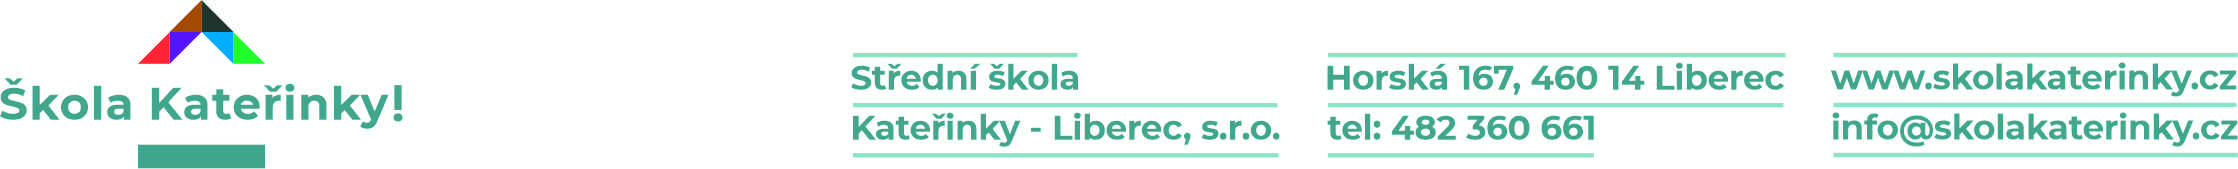 Škola Kateřinky!
Střední škola
Kateřinky - Liberec, s.r.o.
Horská 167, 460 14 Liberec
tel: 482 360 661
www.skolakaterinky.cz
info@skolakaterinky.cz